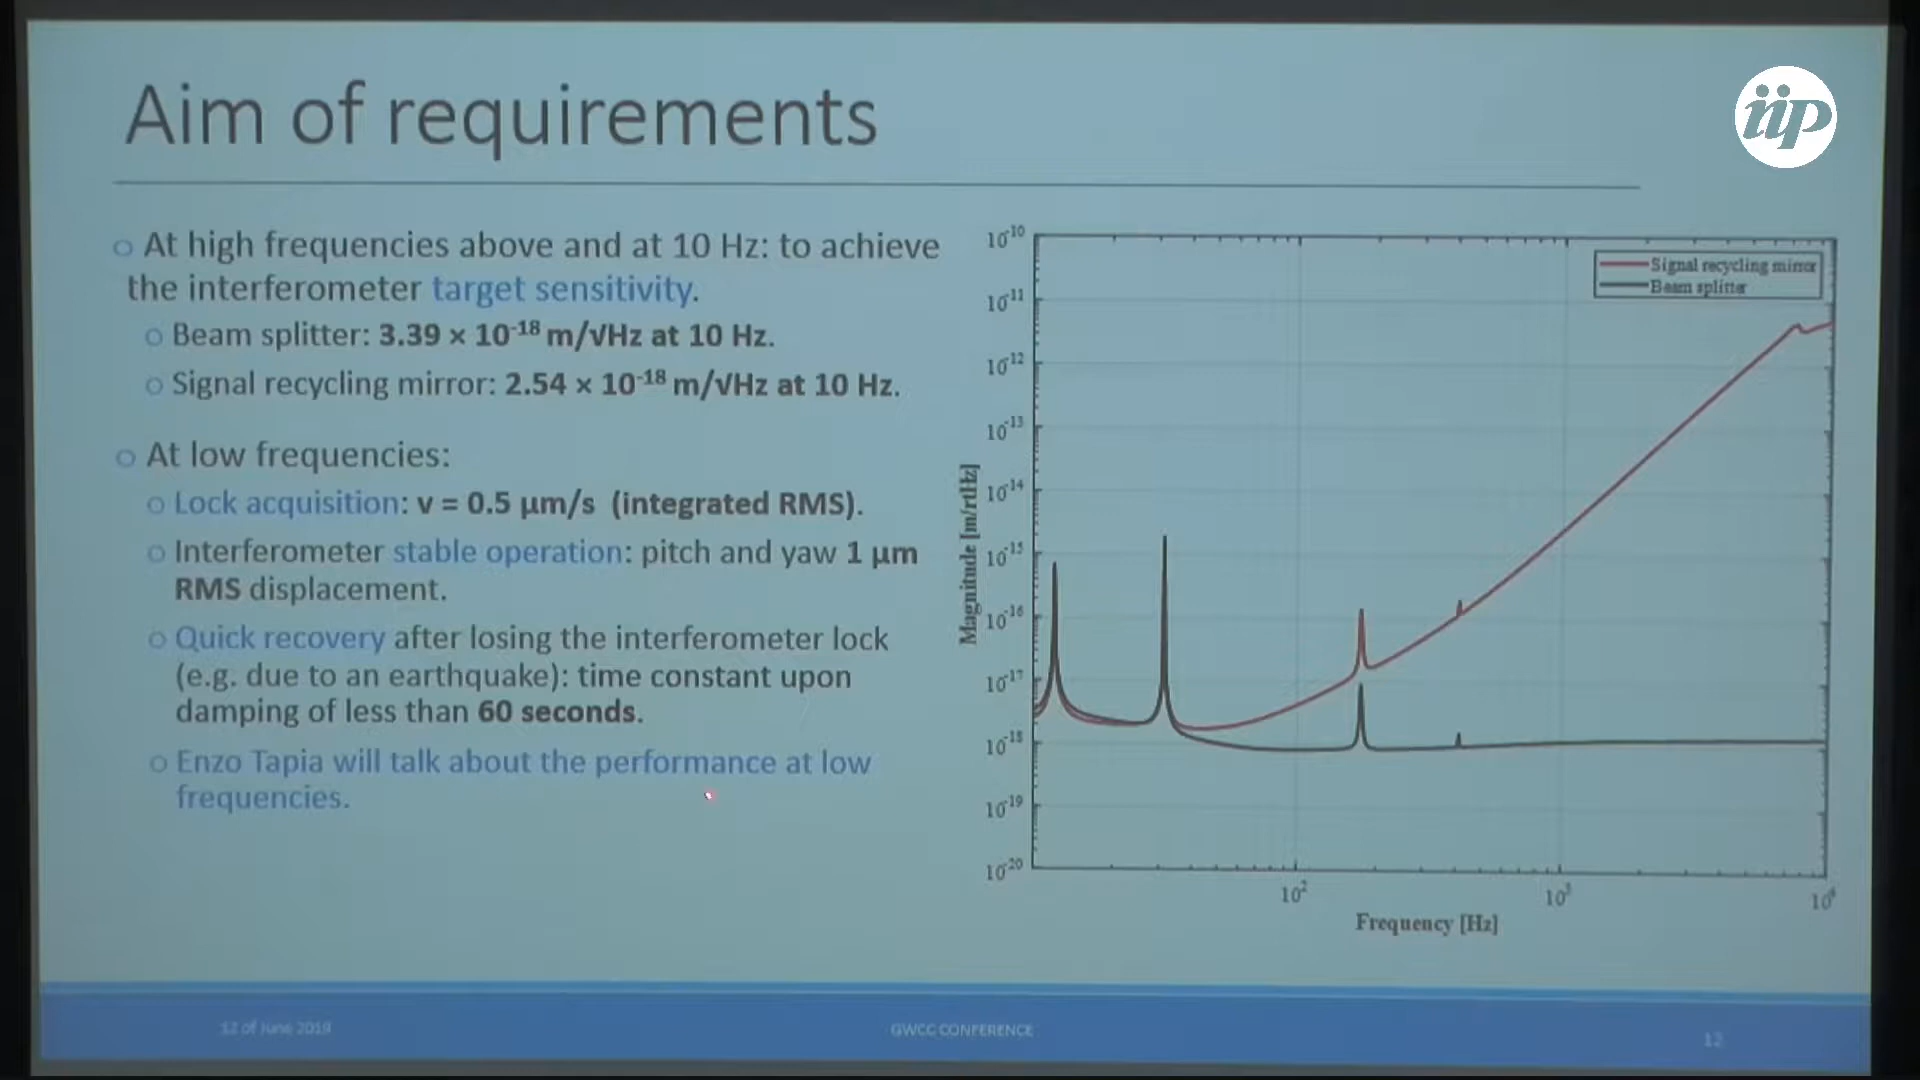 iip
Aim of requirements
o At high frequencies above and at 10 Hz: to achieve
the interferometer target sensitivity.
o Beam splitter: 3.39 × 10⁻¹⁸ m/√Hz at 10 Hz.
o Signal recycling mirror: 2.54 × 10⁻¹⁸ m/√Hz at 10 Hz.
o At low frequencies:
o Lock acquisition: v = 0.5 µm/s (integrated RMS).
o Interferometer stable operation: pitch and yaw 1 µm
RMS displacement.
o Quick recovery after losing the interferometer lock
(e.g. due to an earthquake): time constant upon
damping of less than 60 seconds.
o Enzo Tapia will talk about the performance at low
frequencies.
Signal recycling mirror
Beam splitter
10⁻¹⁰
10⁻¹¹
10⁻¹²
10⁻¹³
10⁻¹⁴
10⁻¹⁵
10⁻¹⁶
10⁻¹⁷
10⁻¹⁸
10⁻¹⁹
10⁻²⁰
Magnitude [m/rtHz]
10² 10³ 10⁴
Frequency [Hz]
12 of June 2019
GWCC CONFERENCE
12